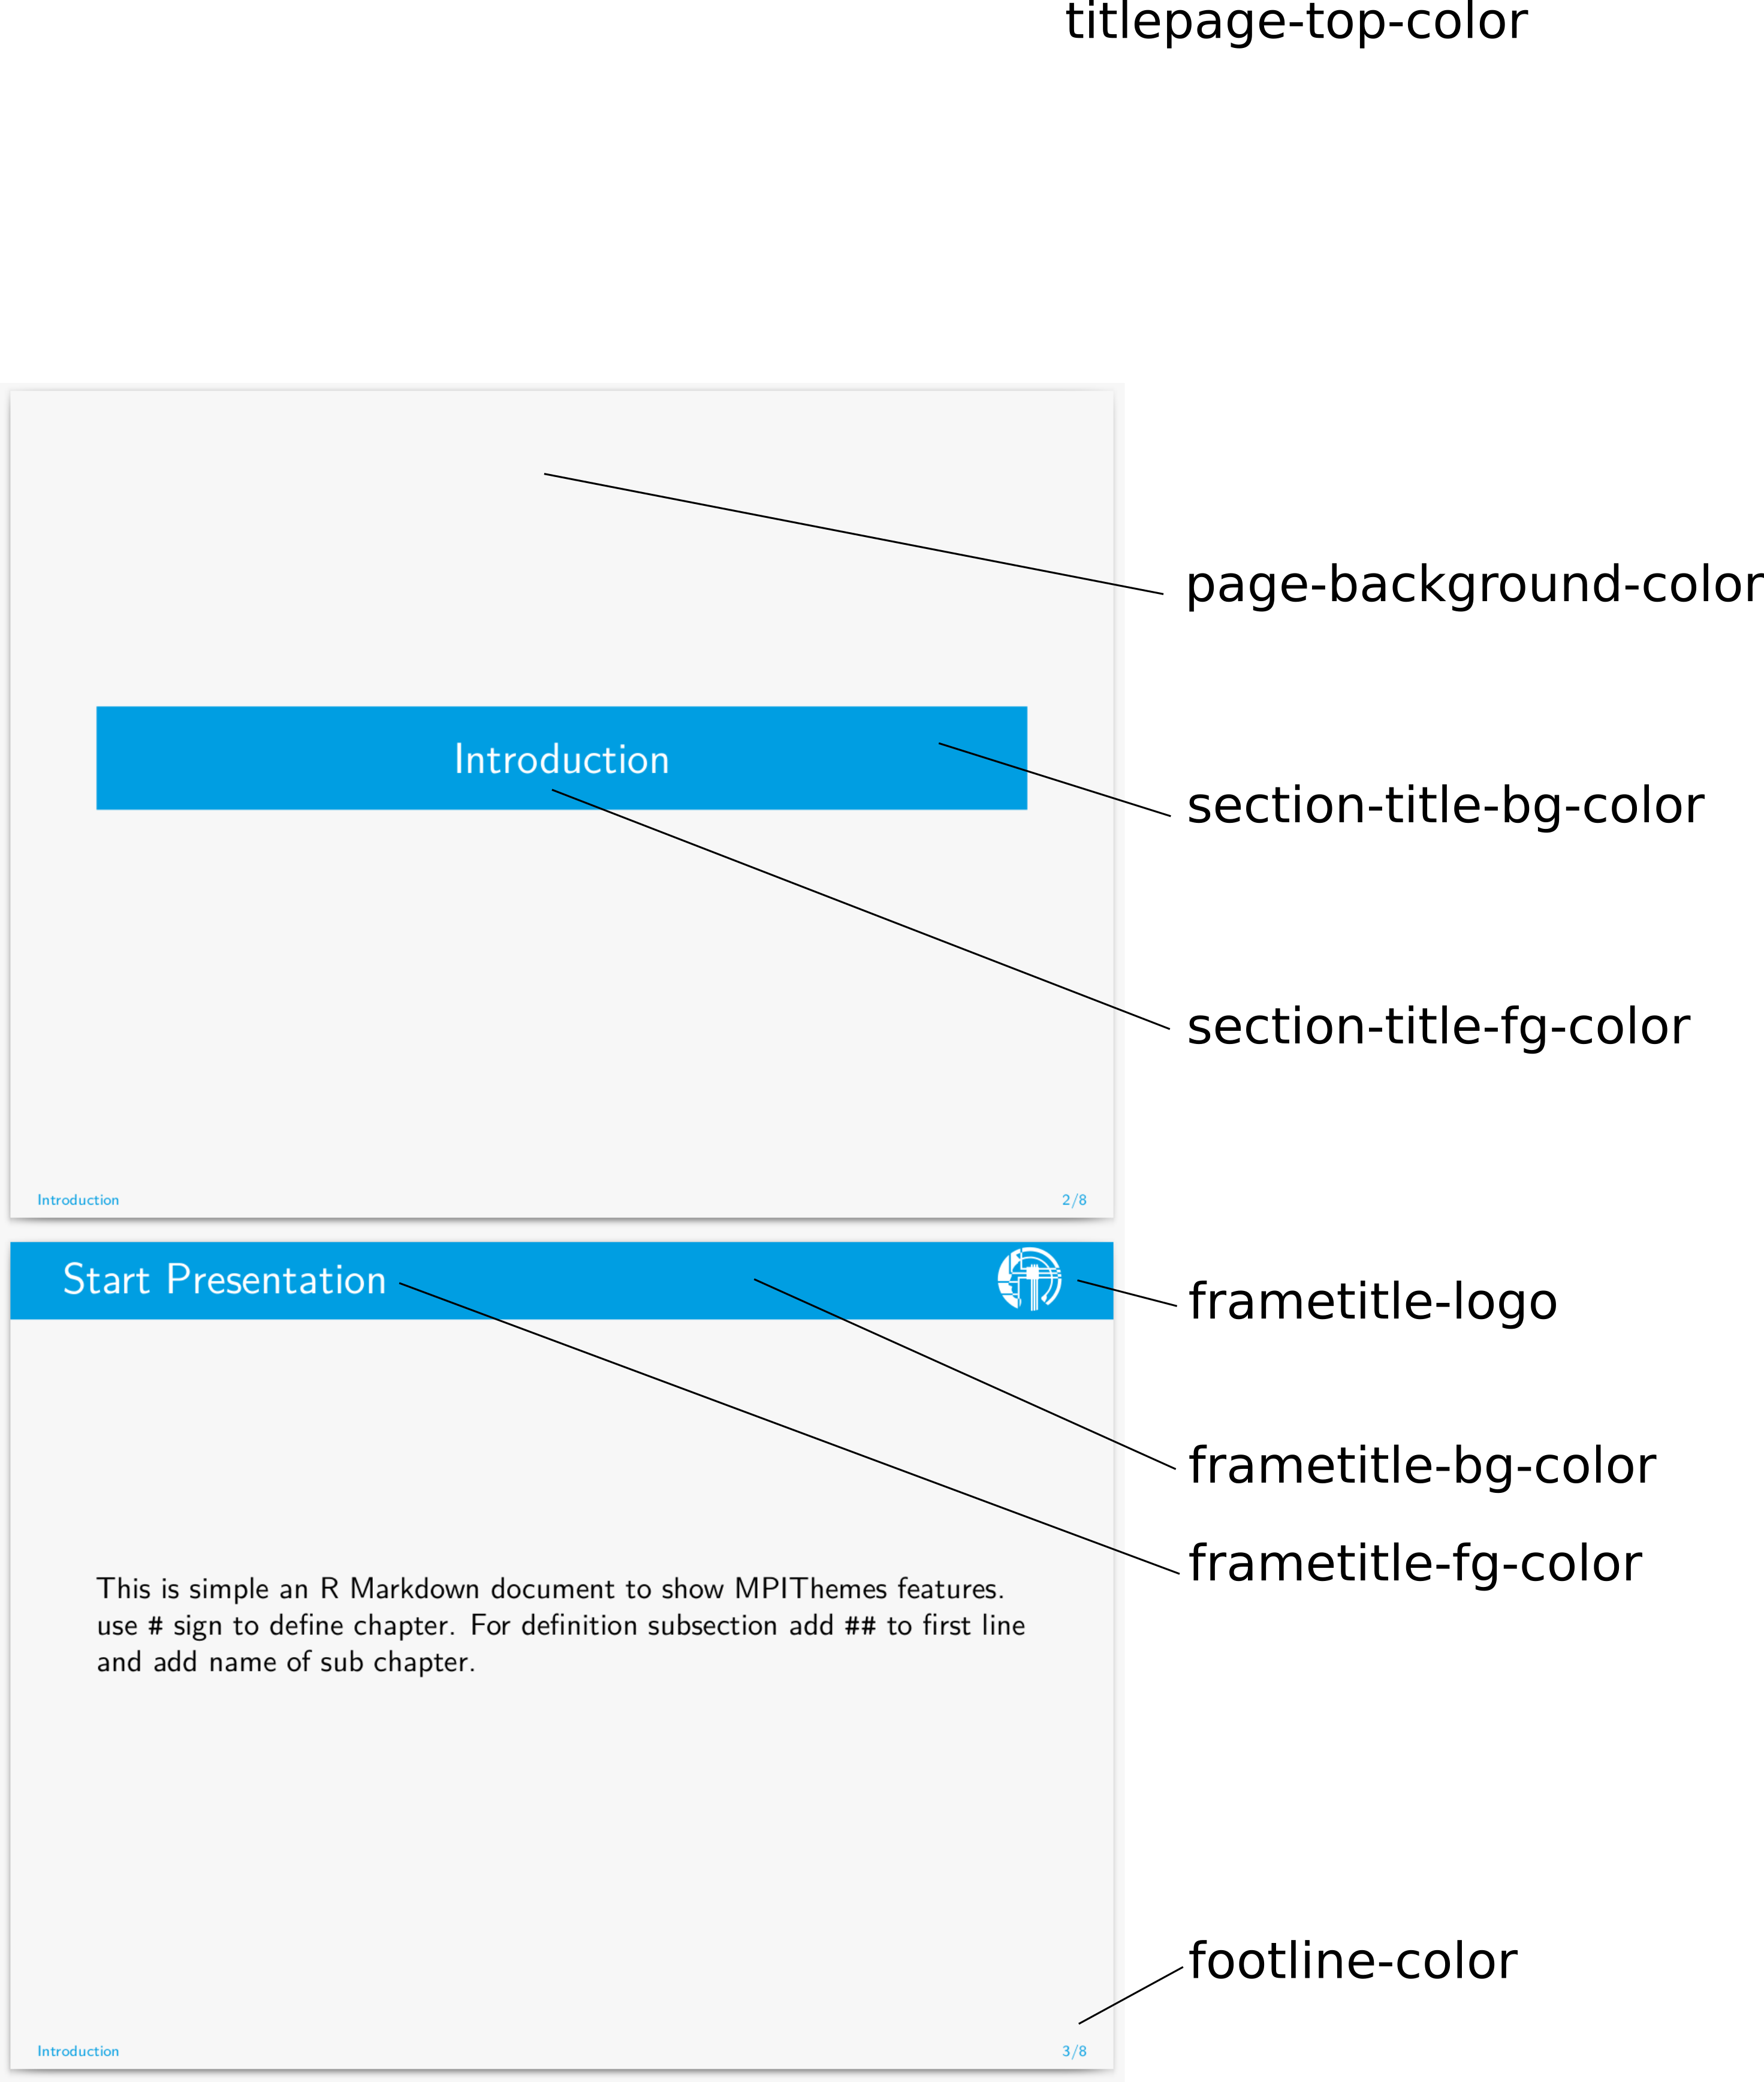 titlepage-top-color
page-background-color
Introduction
section-title-bg-color
section-title-fg-color
Introduction 2/8
Start Presentation
frametitle-logo
frametitle-bg-color
frametitle-fg-color
This is simple an R Markdown document to show MPIThemes features.
use # sign to define chapter. For definition subsection add ## to first line
and add name of sub chapter.
footline-color
Introduction 3/8